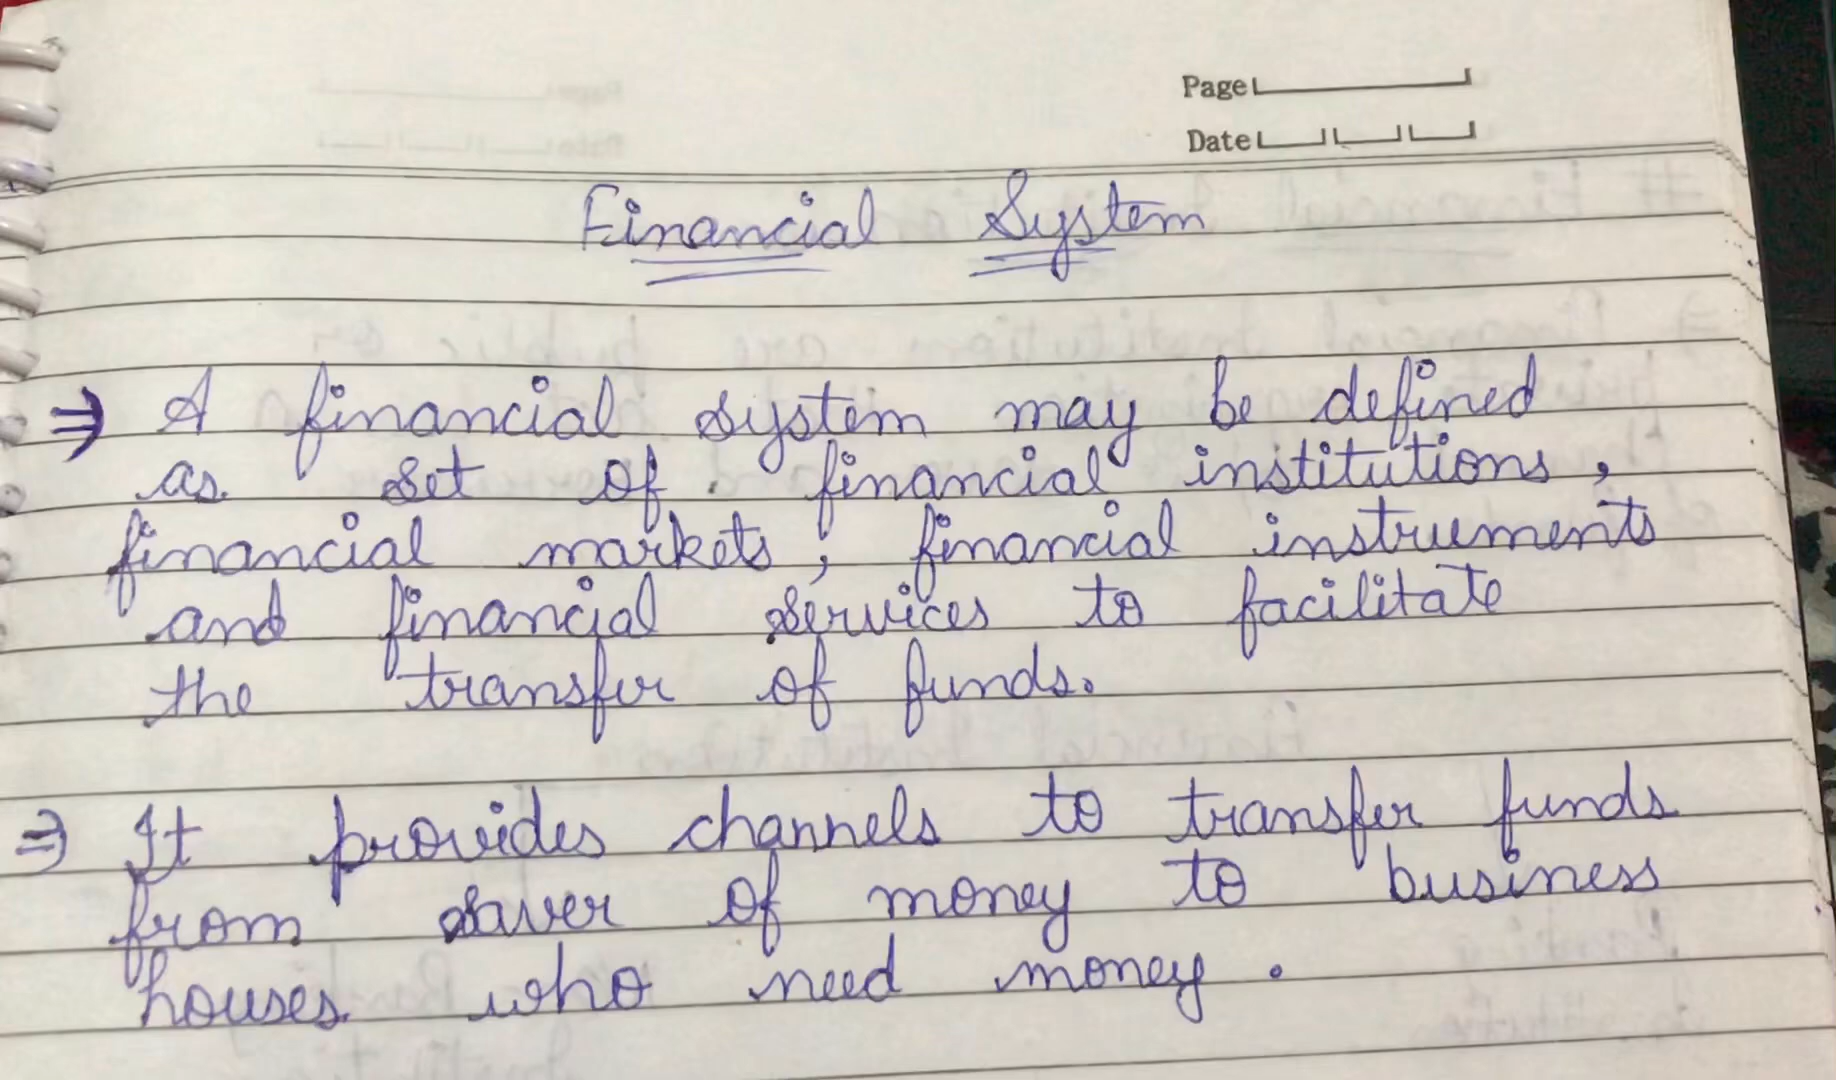 Page
Date
Financial System
⇒ A financial system may be defined
as set of financial institutions,
financial markets, financial instruments
and financial services to facilitate
the transfer of funds.
⇒ It provides channels to transfer funds
from saver of money to business
houses who need money.